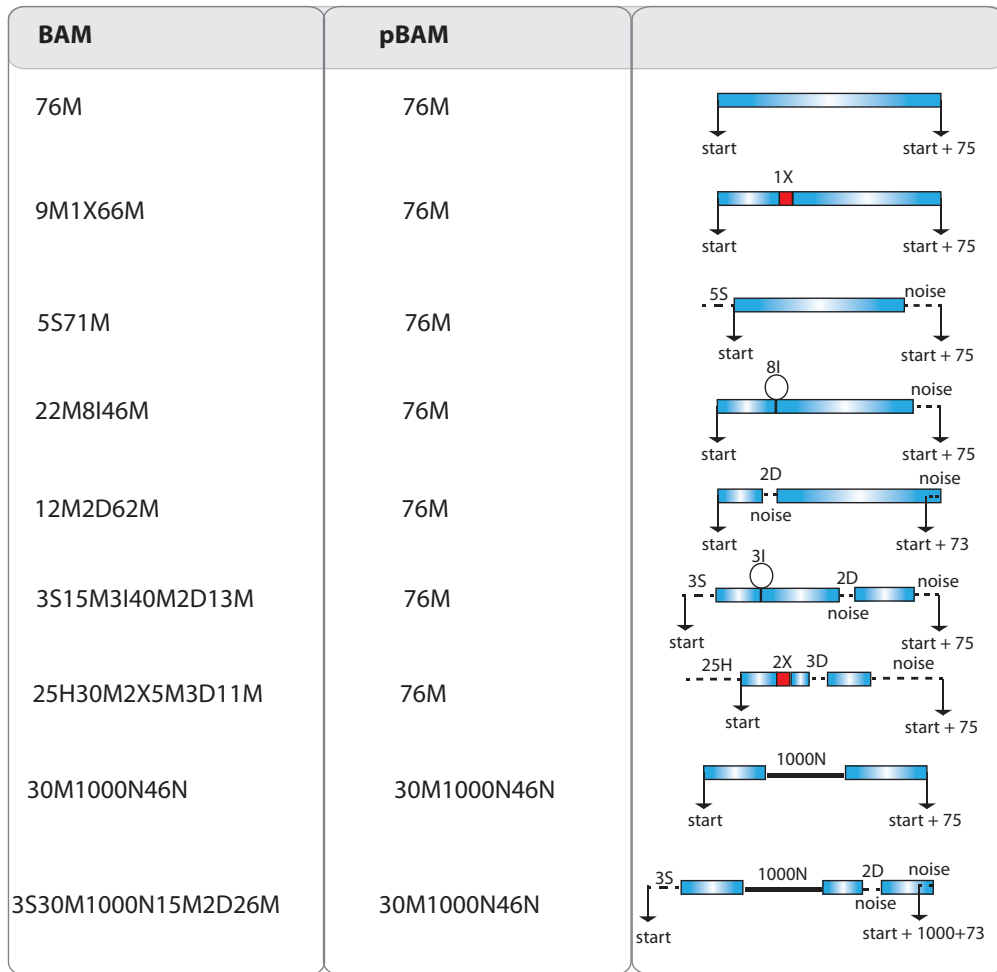 BAM pBAM
76M 76M
start start + 75
1X
9M1X66M 76M
start start + 75
5S noise
5S71M 76M
start start + 75
8I noise
22M8I46M 76M
start start + 75
2D noise
12M2D62M 76M
noise
start start + 73
3I
3S 2D noise
3S15M3I40M2D13M 76M
noise
start start + 75
25H 2X 3D noise
25H30M2X5M3D11M 76M
start start + 75
1000N
30M1000N46N 30M1000N46N
start start + 75
3S 1000N 2D noise
3S30M1000N15M2D26M 30M1000N46N
noise
start start + 1000+73